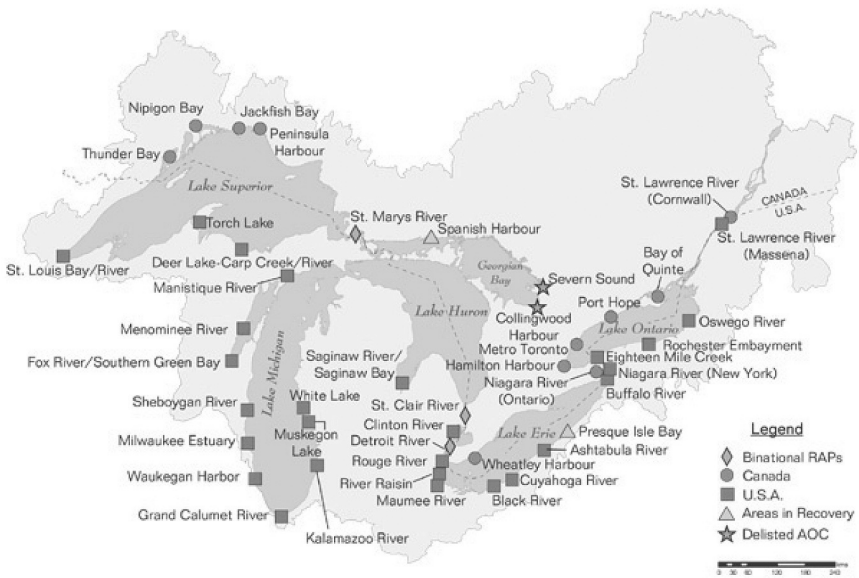 Nipigon Bay
Jackfish Bay
Peninsula
Harbour
Thunder Bay
Lake Superior
St. Lawrence River
(Cornwall)
CANADA
U.S.A.
St. Marys River
Spanish Harbour
Torch Lake
St. Lawrence River
(Massena)
Deer Lake-Carp Creek/River
St. Louis Bay/River
Manistique River
Georgian
Bay
Severn Sound
Bay of
Quinte
Port Hope
Collingwood
Harbour
Lake Huron
Menominee River
Lake Ontario
Oswego River
Metro Toronto
Rochester Embayment
Fox River/Southern Green Bay
Saginaw River/
Saginaw Bay
Hamilton Harbour
Eighteen Mile Creek
Niagara River
(Ontario)
Niagara River (New York)
Buffalo River
Lake Michigan
Sheboygan River
White Lake
St. Clair River
Clinton River
Muskegon
Lake
Detroit River
Lake Erie
Presque Isle Bay
Milwaukee Estuary
Ashtabula River
Rouge River
Wheatley Harbour
Waukegan Harbor
River Raisin
Cuyahoga River
Maumee River
Black River
Grand Calumet River
Kalamazoo River
Legend
Binational RAPs
Canada
U.S.A.
Areas in Recovery
Delisted AOC
0 30 60 120 180 240